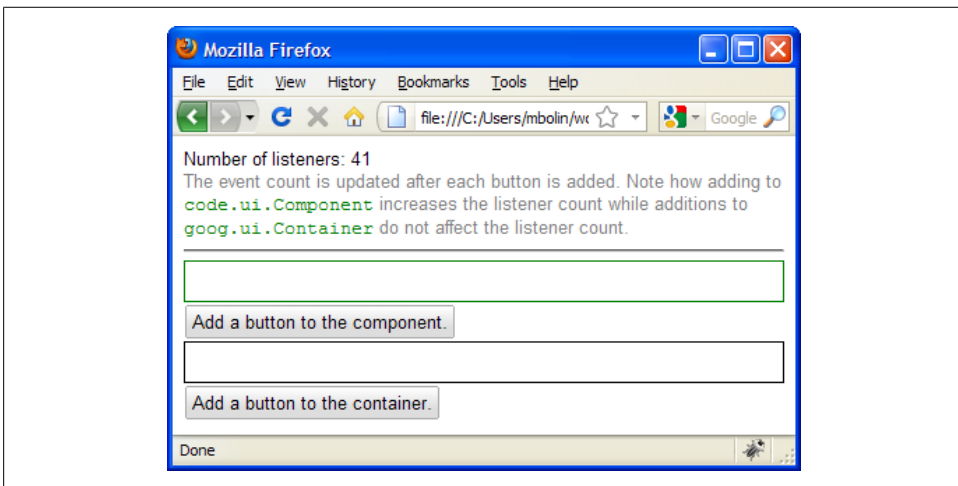 Mozilla Firefox
File Edit View History Bookmarks Tools Help
file:///C:/Users/mbolin/wc Google
Number of listeners: 41
The event count is updated after each button is added. Note how adding to
code.ui.Component increases the listener count while additions to
goog.ui.Container do not affect the listener count.
Add a button to the component.
Add a button to the container.
Done